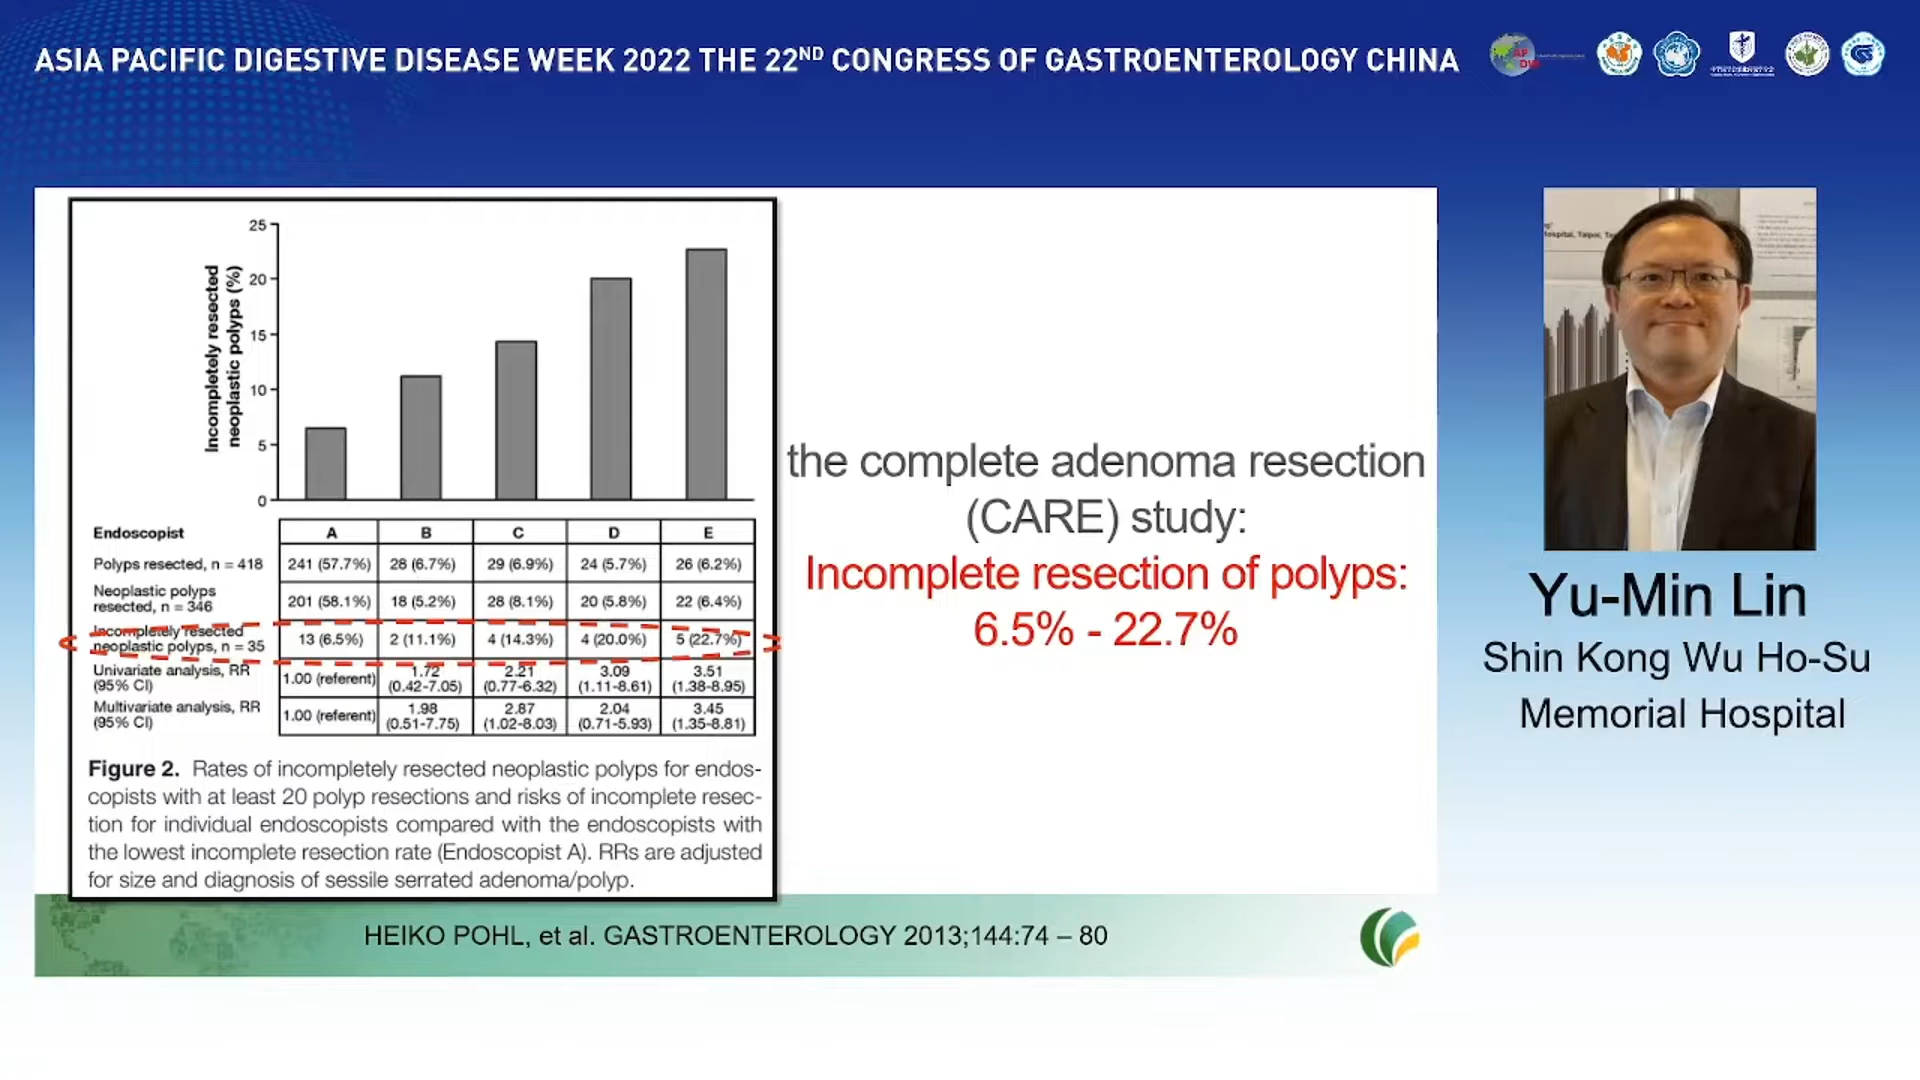 ASIA PACIFIC DIGESTIVE DISEASE WEEK 2022 THE 22ND CONGRESS OF GASTROENTEROLOGY CHINA
25
20
15
10
5
0
Incompletely resected
neoplastic polyps (%)
Endoscopist A B C D E
Polyps resected, n = 418 241 (57.7%) 28 (6.7%) 29 (6.9%) 24 (5.7%) 26 (6.2%)
Neoplastic polyps
resected, n = 346 201 (58.1%) 18 (5.2%) 28 (8.1%) 20 (5.8%) 22 (6.4%)
Incompletely resected
neoplastic polyps, n = 35 13 (6.5%) 2 (11.1%) 4 (14.3%) 4 (20.0%) 5 (22.7%)
Univariate analysis, RR
(95% CI) 1.00 (referent) 1.72 (0.42-7.05) 2.21 (0.77-6.32) 3.09 (1.11-8.61) 3.51 (1.38-8.95)
Multivariate analysis, RR
(95% CI) 1.00 (referent) 1.98 (0.51-7.75) 2.87 (1.02-8.03) 2.04 (0.71-5.93) 3.45 (1.35-8.81)
Figure 2. Rates of incompletely resected neoplastic polyps for endos-
copists with at least 20 polyp resections and risks of incomplete resec-
tion for individual endoscopists compared with the endoscopists with
the lowest incomplete resection rate (Endoscopist A). RRs are adjusted
for size and diagnosis of sessile serrated adenoma/polyp.
the complete adenoma resection
(CARE) study:
Incomplete resection of polyps:
6.5% - 22.7%
HEIKO POHL, et al. GASTROENTEROLOGY 2013;144:74 – 80
Yu-Min Lin
Shin Kong Wu Ho-Su
Memorial Hospital